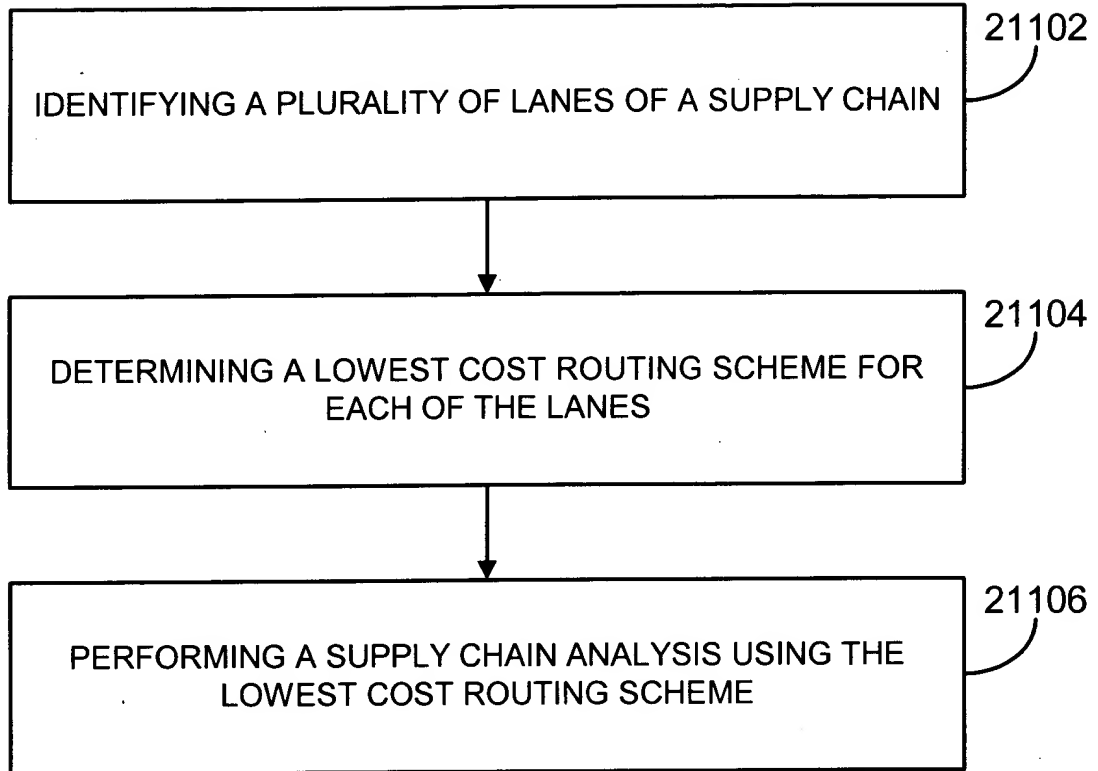 21102
IDENTIFYING A PLURALITY OF LANES OF A SUPPLY CHAIN
21104
DETERMINING A LOWEST COST ROUTING SCHEME FOR
EACH OF THE LANES
21106
PERFORMING A SUPPLY CHAIN ANALYSIS USING THE
LOWEST COST ROUTING SCHEME